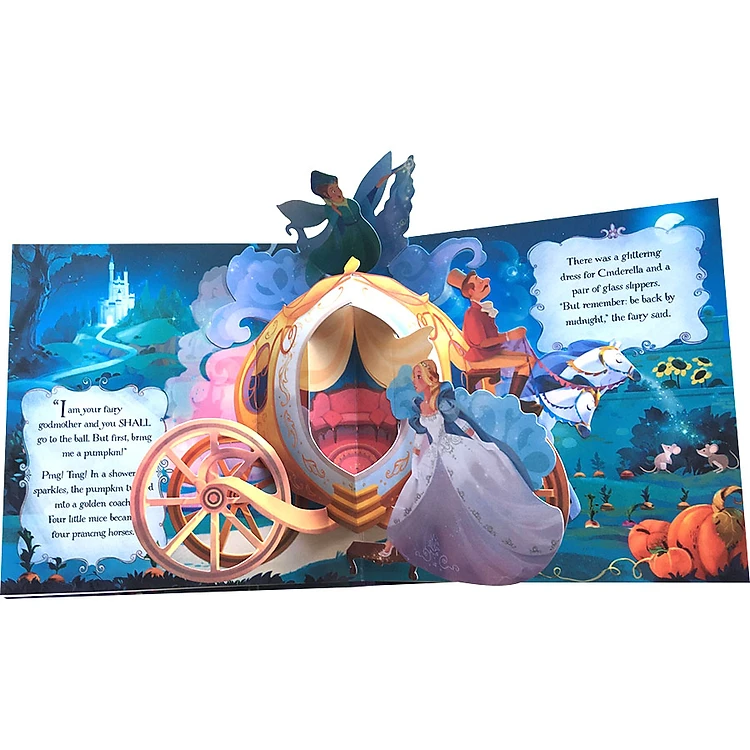 "I am your fairy
godmother and you SHALL
go to the ball. But first, bring
me a pumpkin!"
Ping! Ting! In a shower
sparkles, the pumpkin
into a golden coach
Four little mice became
four prancing horses.
There was a glittering
dress for Cinderella and a
pair of glass slippers.
"But remember: be back by
midnight," the fairy said.